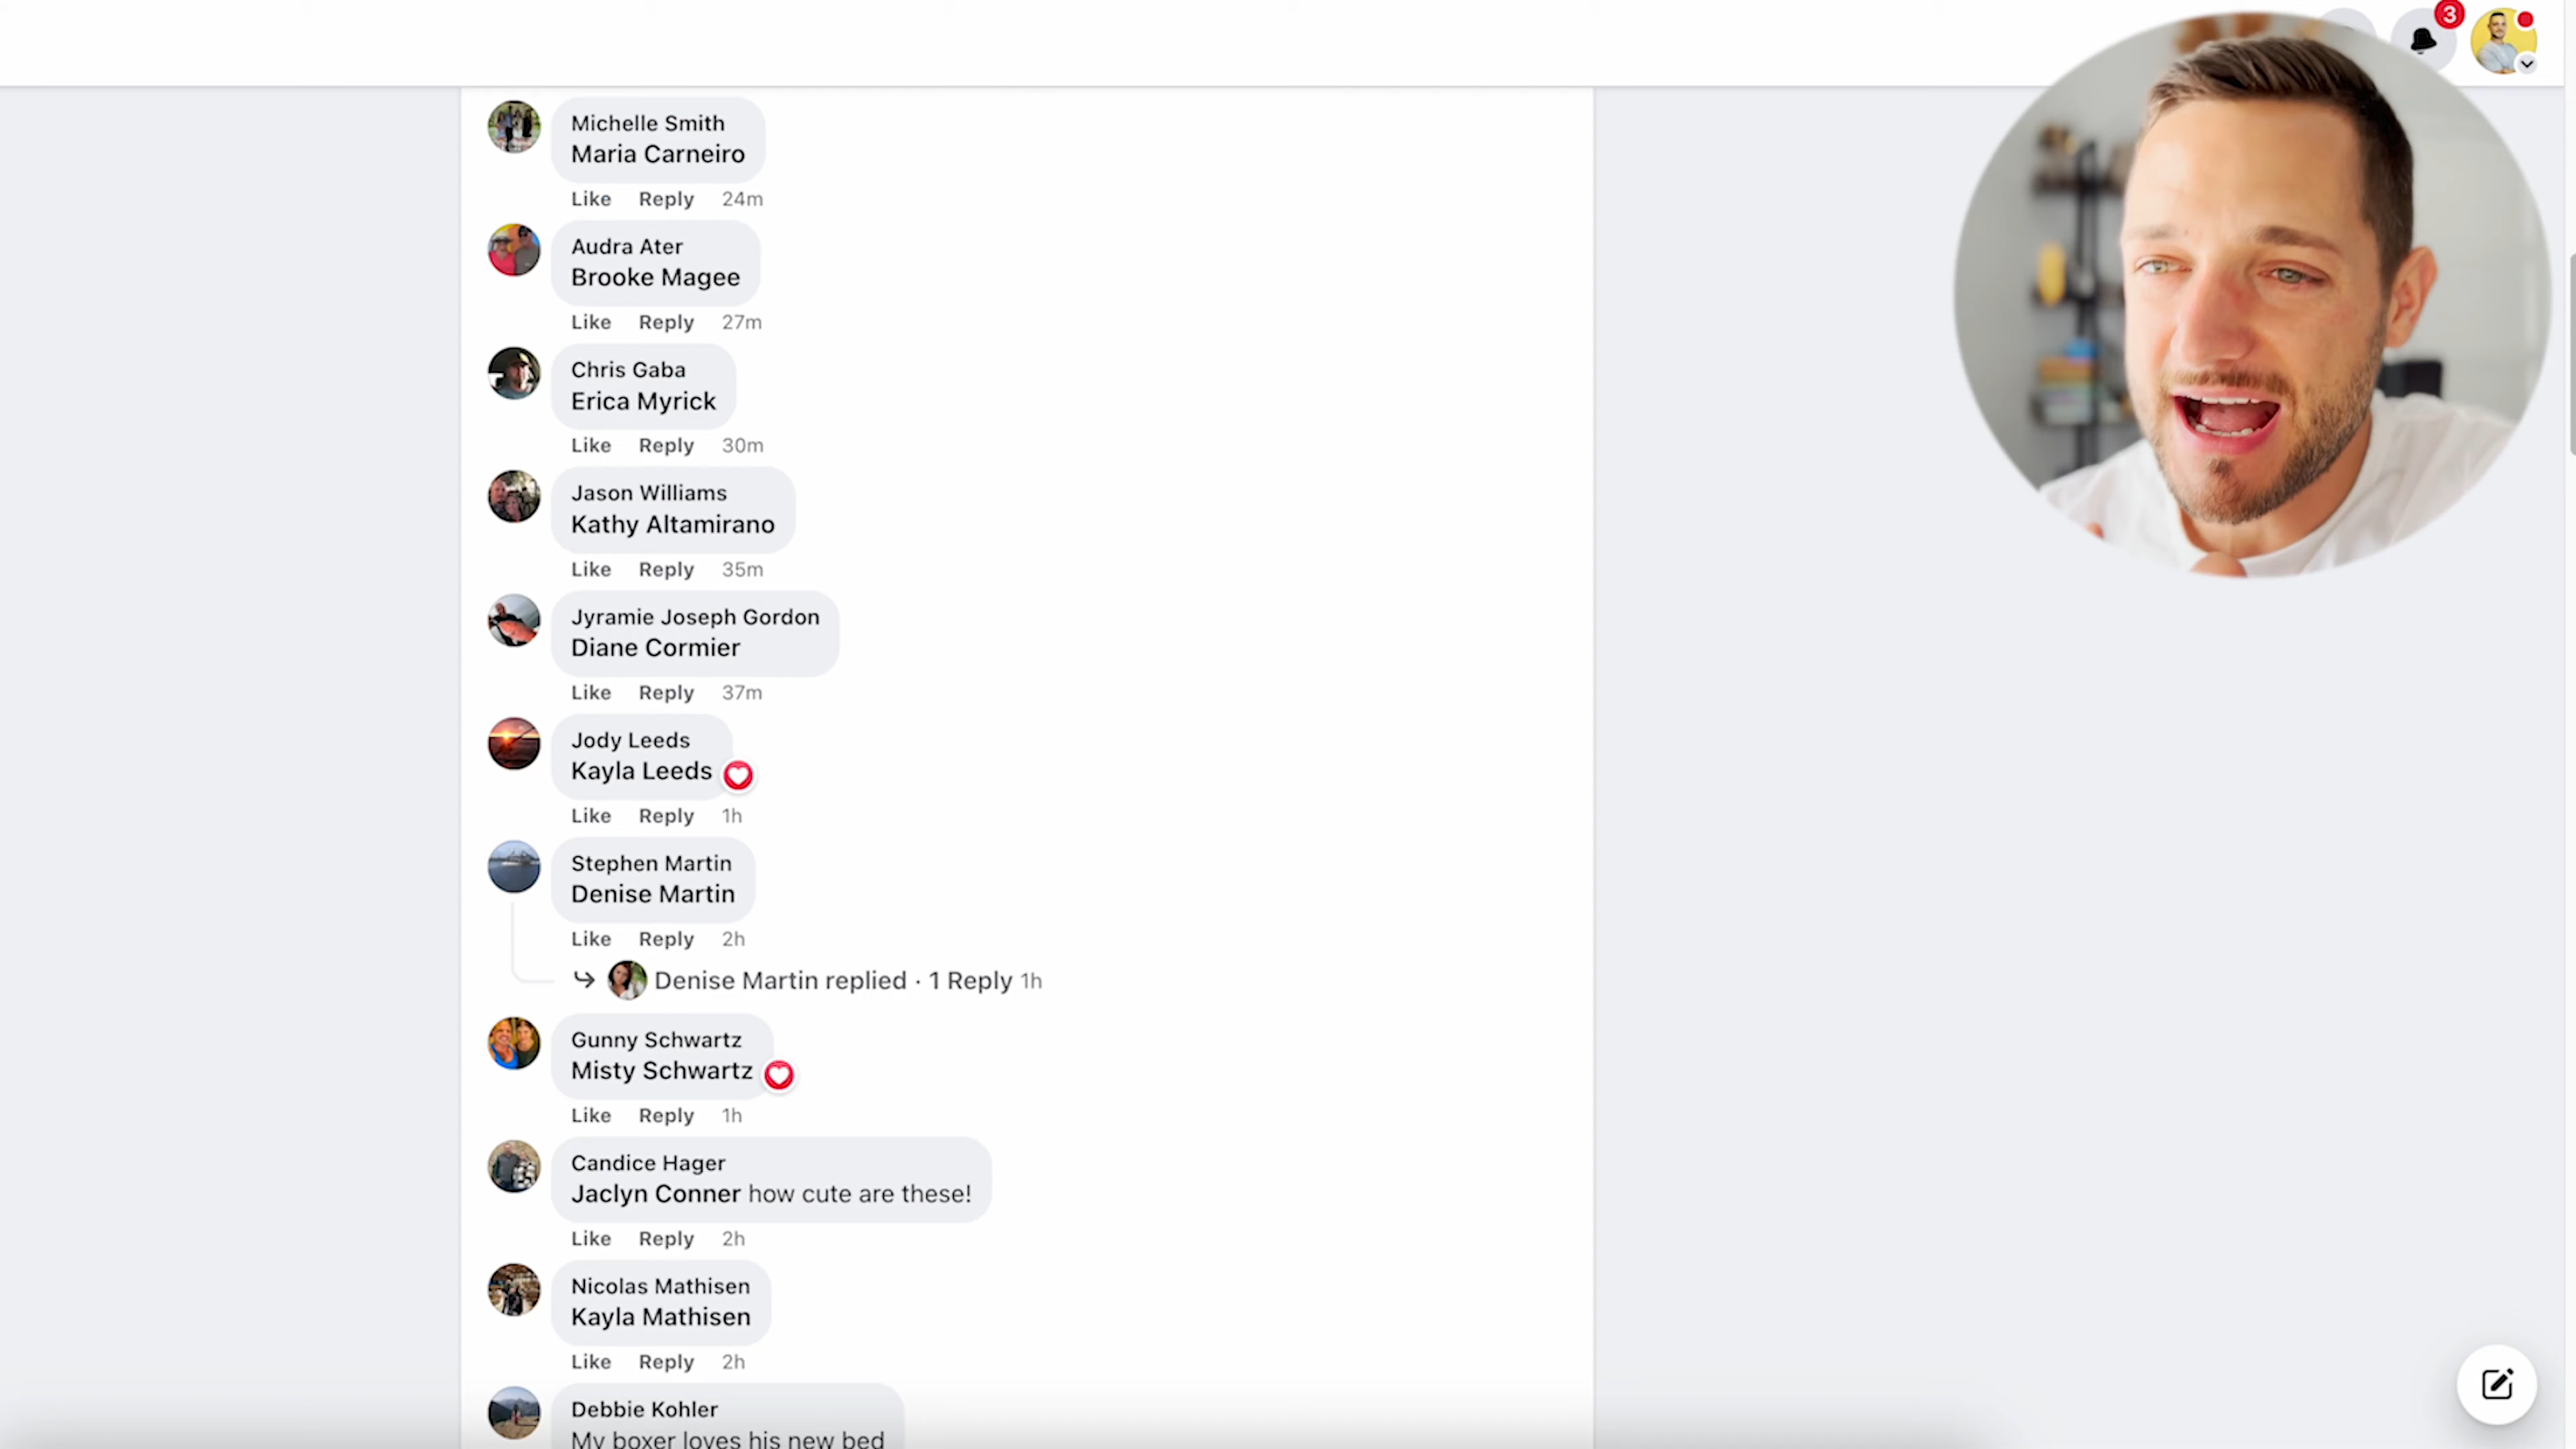 3
Michelle Smith
Maria Carneiro
Like Reply 24m
Audra Ater
Brooke Magee
Like Reply 27m
Chris Gaba
Erica Myrick
Like Reply 30m
Jason Williams
Kathy Altamirano
Like Reply 35m
Jyramie Joseph Gordon
Diane Cormier
Like Reply 37m
Jody Leeds
Kayla Leeds
Like Reply 1h
Stephen Martin
Denise Martin
Like Reply 2h
Denise Martin replied · 1 Reply 1h
Gunny Schwartz
Misty Schwartz
Like Reply 1h
Candice Hager
Jaclyn Conner how cute are these!
Like Reply 2h
Nicolas Mathisen
Kayla Mathisen
Like Reply 2h
Debbie Kohler
My boxer loves his new bed